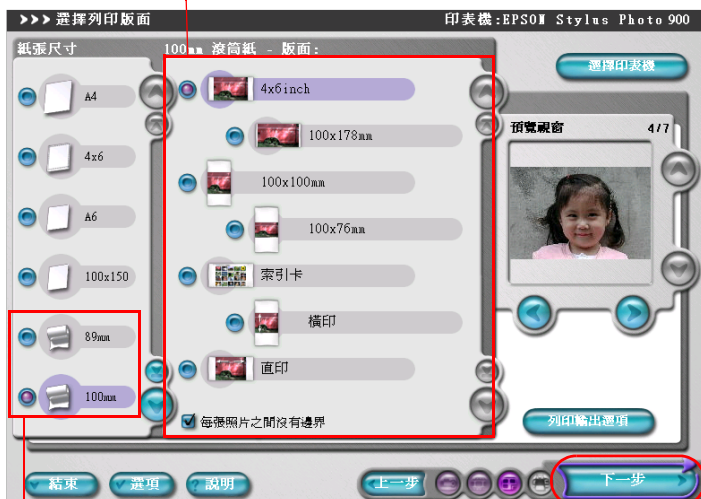 >>> 選擇列印版面
印表機:EPSON Stylus Photo 900
紙張尺寸
100mm 滾筒紙 - 版面:
選擇印表機
A4
4x6
A6
100x150
89mm
100mm
4x6inch
100x178mm
100x100mm
100x76mm
索引卡
橫印
直印
每張照片之間沒有邊界
預覽視窗
4/7
列印輸出選項
結束
選項
? 說明
上一步
下一步